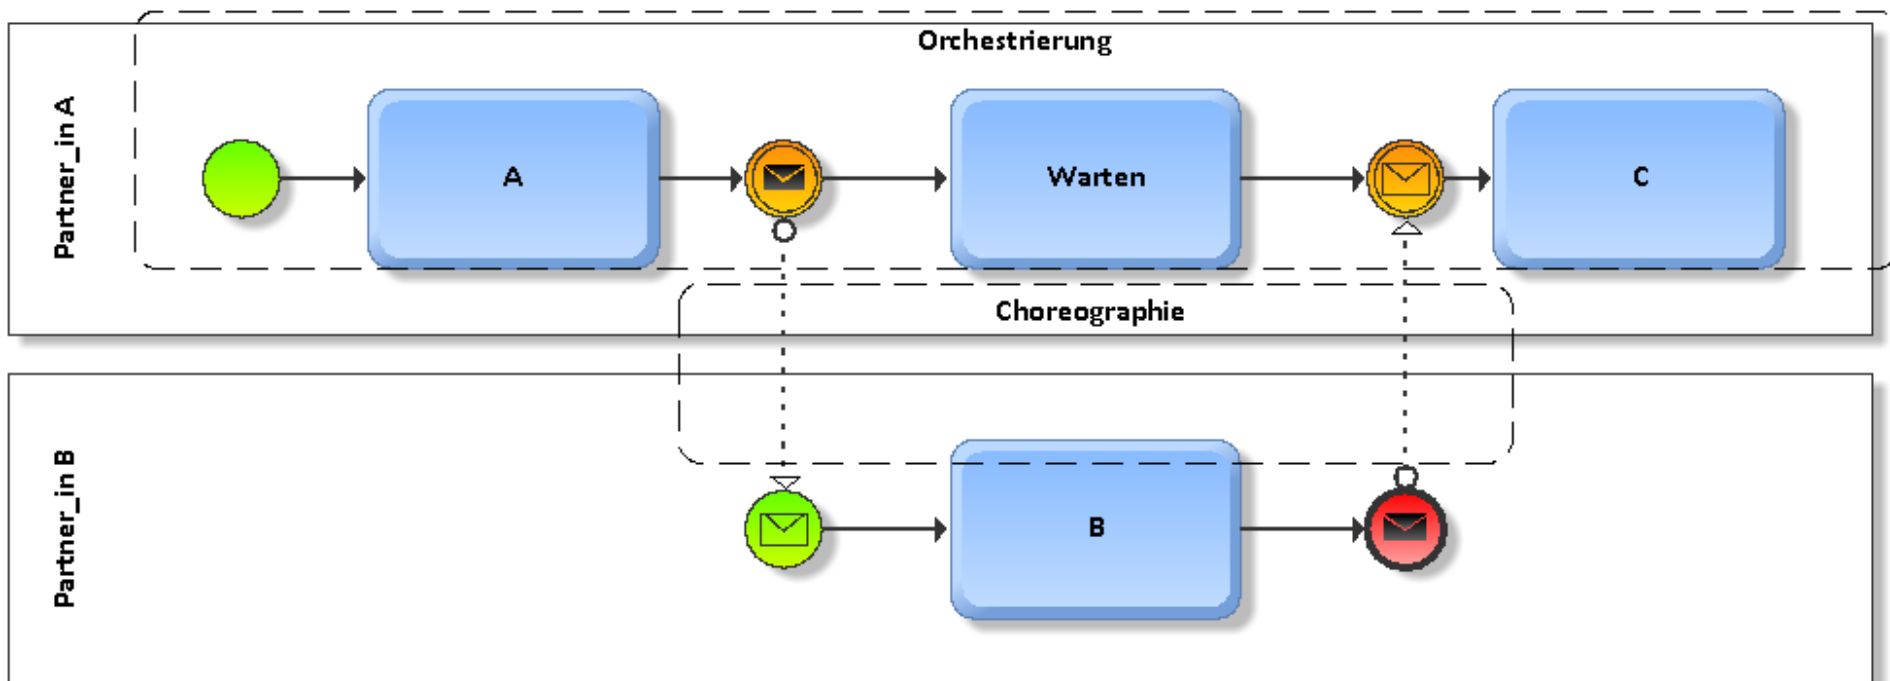 Orchestrierung
Partner_in A
A
Warten
C
Choreographie
Partner_in B
B